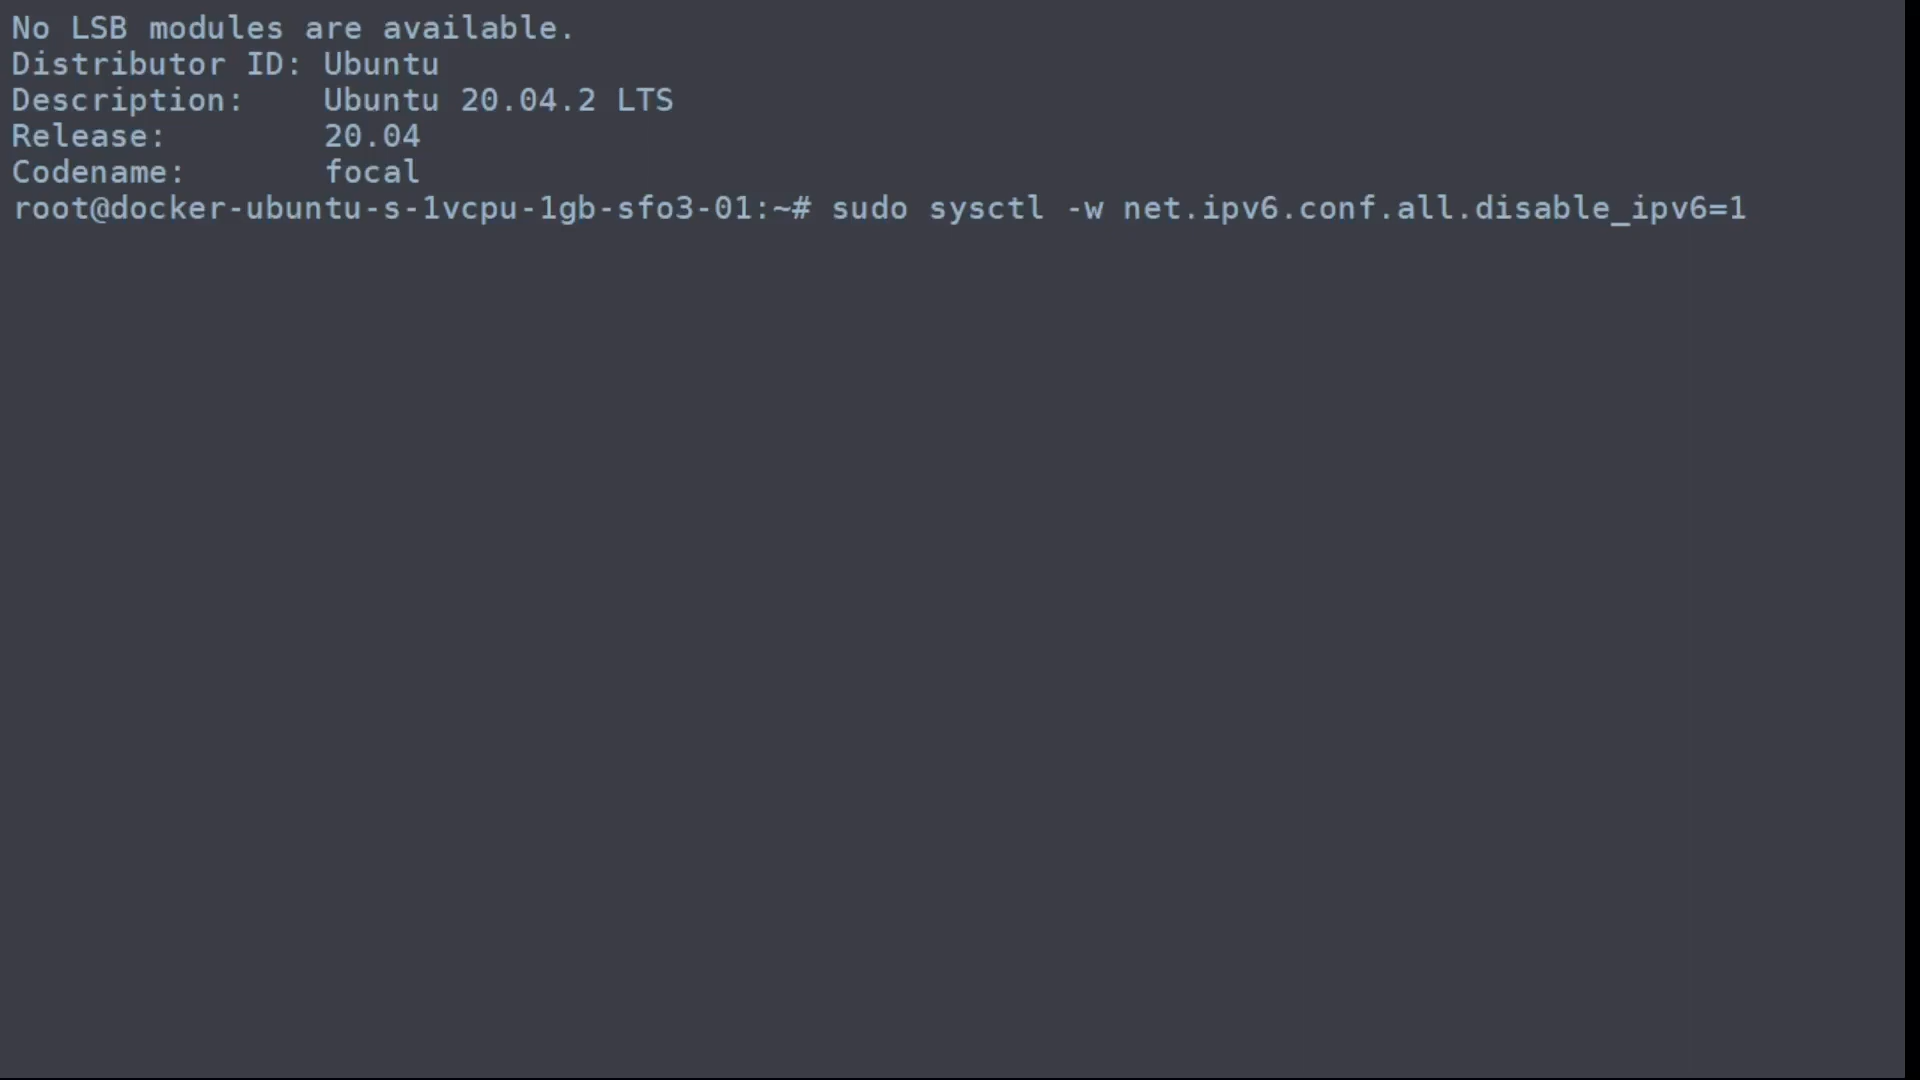 No LSB modules are available.
Distributor ID: Ubuntu
Description:    Ubuntu 20.04.2 LTS
Release:        20.04
Codename:       focal
root@docker-ubuntu-s-1vcpu-1gb-sfo3-01:~# sudo sysctl -w net.ipv6.conf.all.disable_ipv6=1